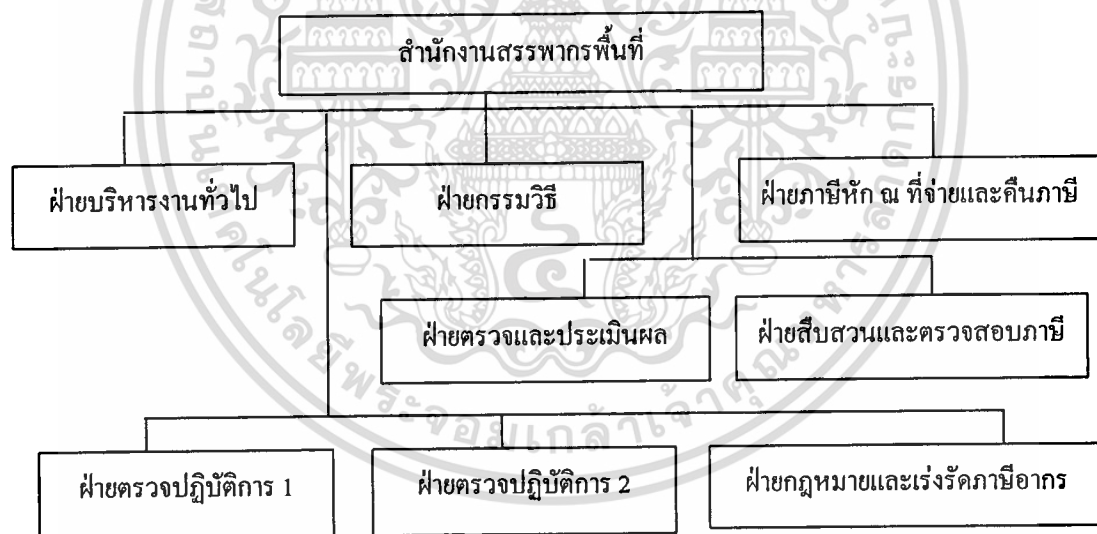 สำนักงานสรรพากรพื้นที่
ฝ่ายบริหารงานทั่วไป
ฝ่ายกรรมวิธี
ฝ่ายภาษีหัก ณ ที่จ่ายและคืนภาษี
ฝ่ายตรวจและประเมินผล
ฝ่ายสืบสวนและตรวจสอบภาษี
ฝ่ายตรวจปฏิบัติการ 1
ฝ่ายตรวจปฏิบัติการ 2
ฝ่ายกฎหมายและเร่งรัดภาษีอากร